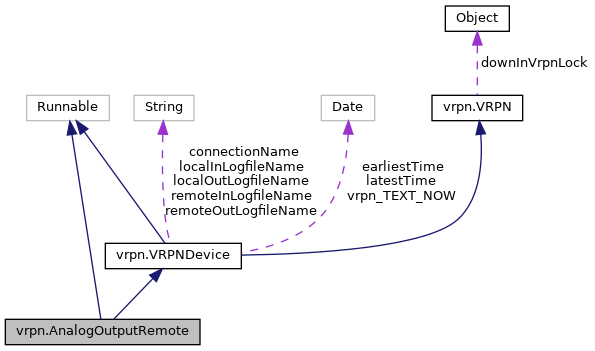 Object
downInVrpnLock
Runnable
String
Date
vrpn.VRPN
connectionName
localInLogfileName
localOutLogfileName
remoteInLogfileName
remoteOutLogfileName
earliestTime
latestTime
vrpn_TEXT_NOW
vrpn.VRPNDevice
vrpn.AnalogOutputRemote